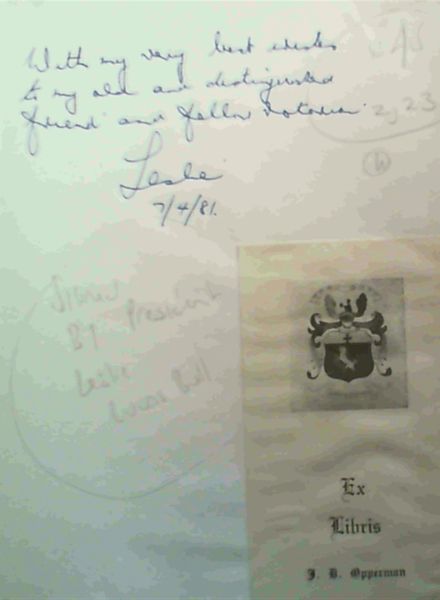 With my very best wishes
to my old and distinguished
friend and fellow rotarian
Leslie
7/4/81.
Signed
By President
Leslie
Bull
Ex
Libris
J. D. Opperman